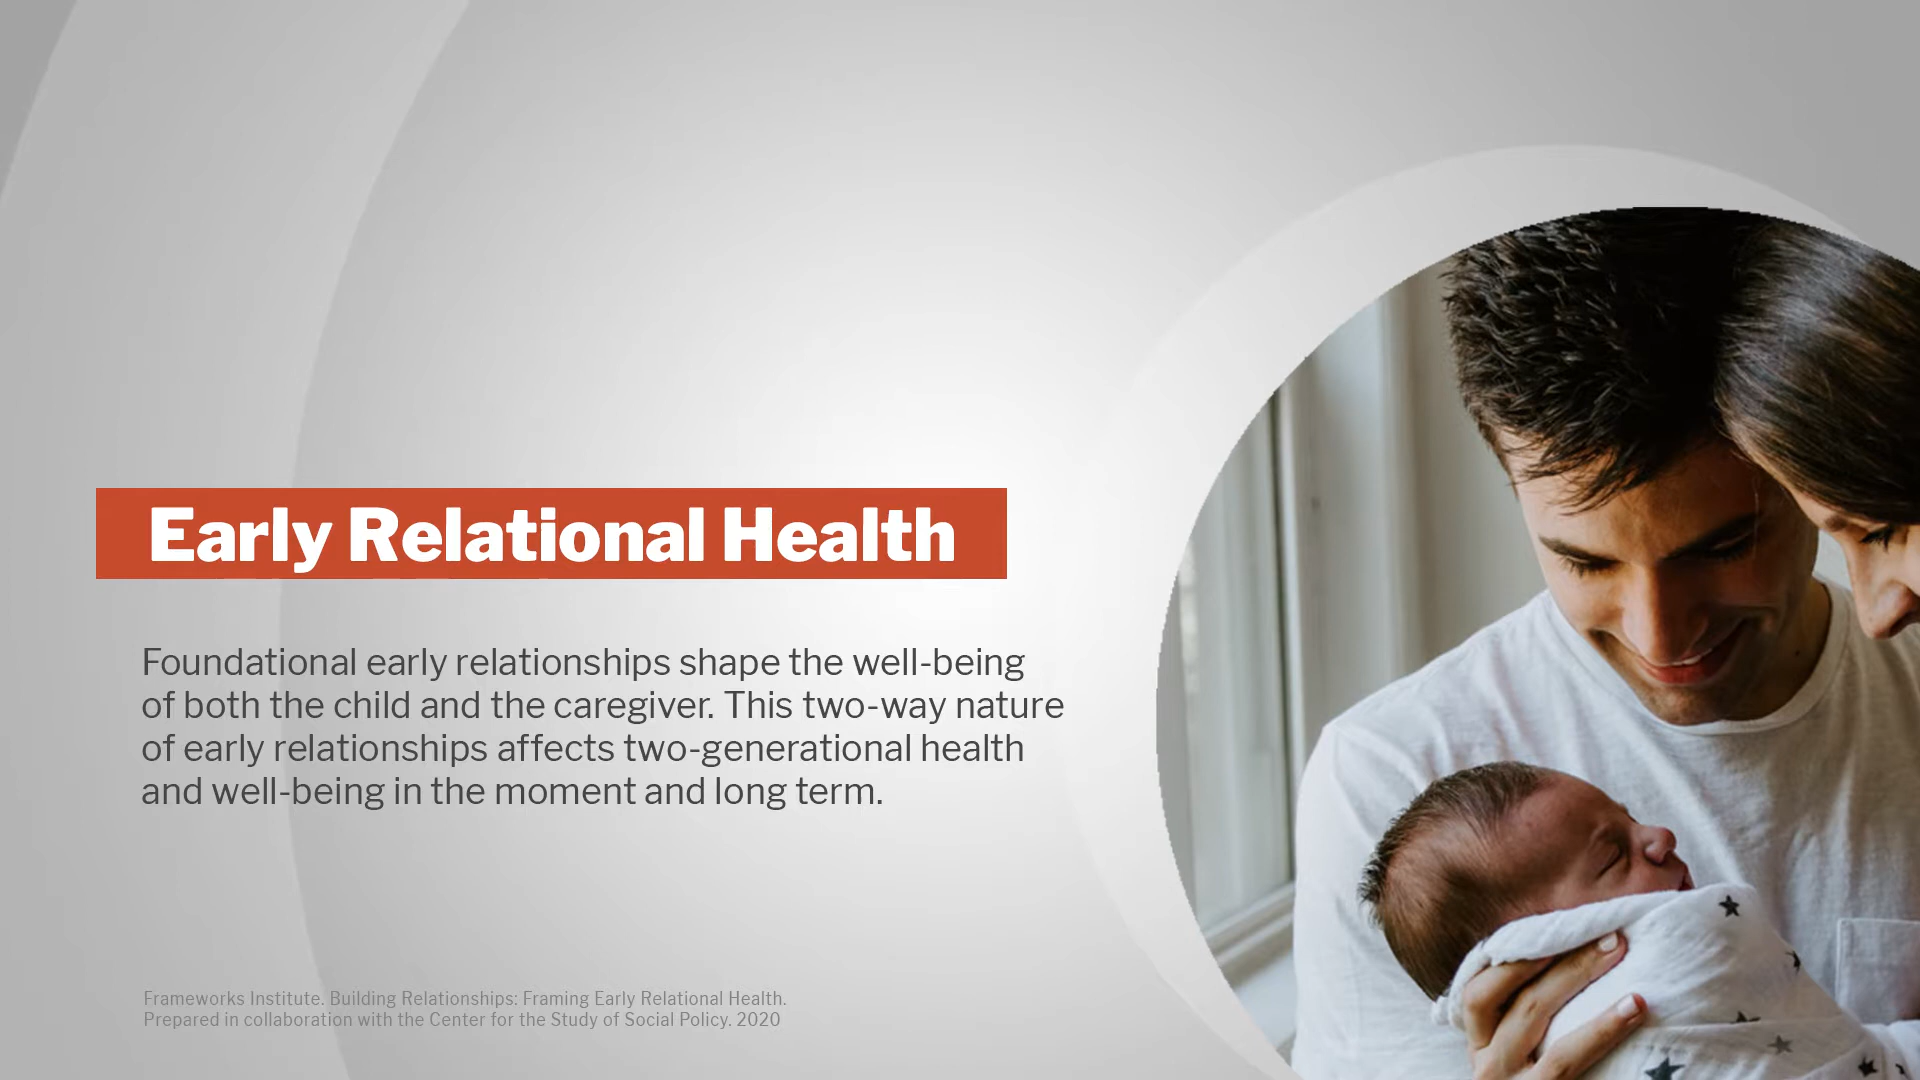 Early Relational Health
Foundational early relationships shape the well-being
of both the child and the caregiver. This two-way nature
of early relationships affects two-generational health
and well-being in the moment and long term.
Frameworks Institute. Building Relationships: Framing Early Relational Health.
Prepared in collaboration with the Center for the Study of Social Policy. 2020